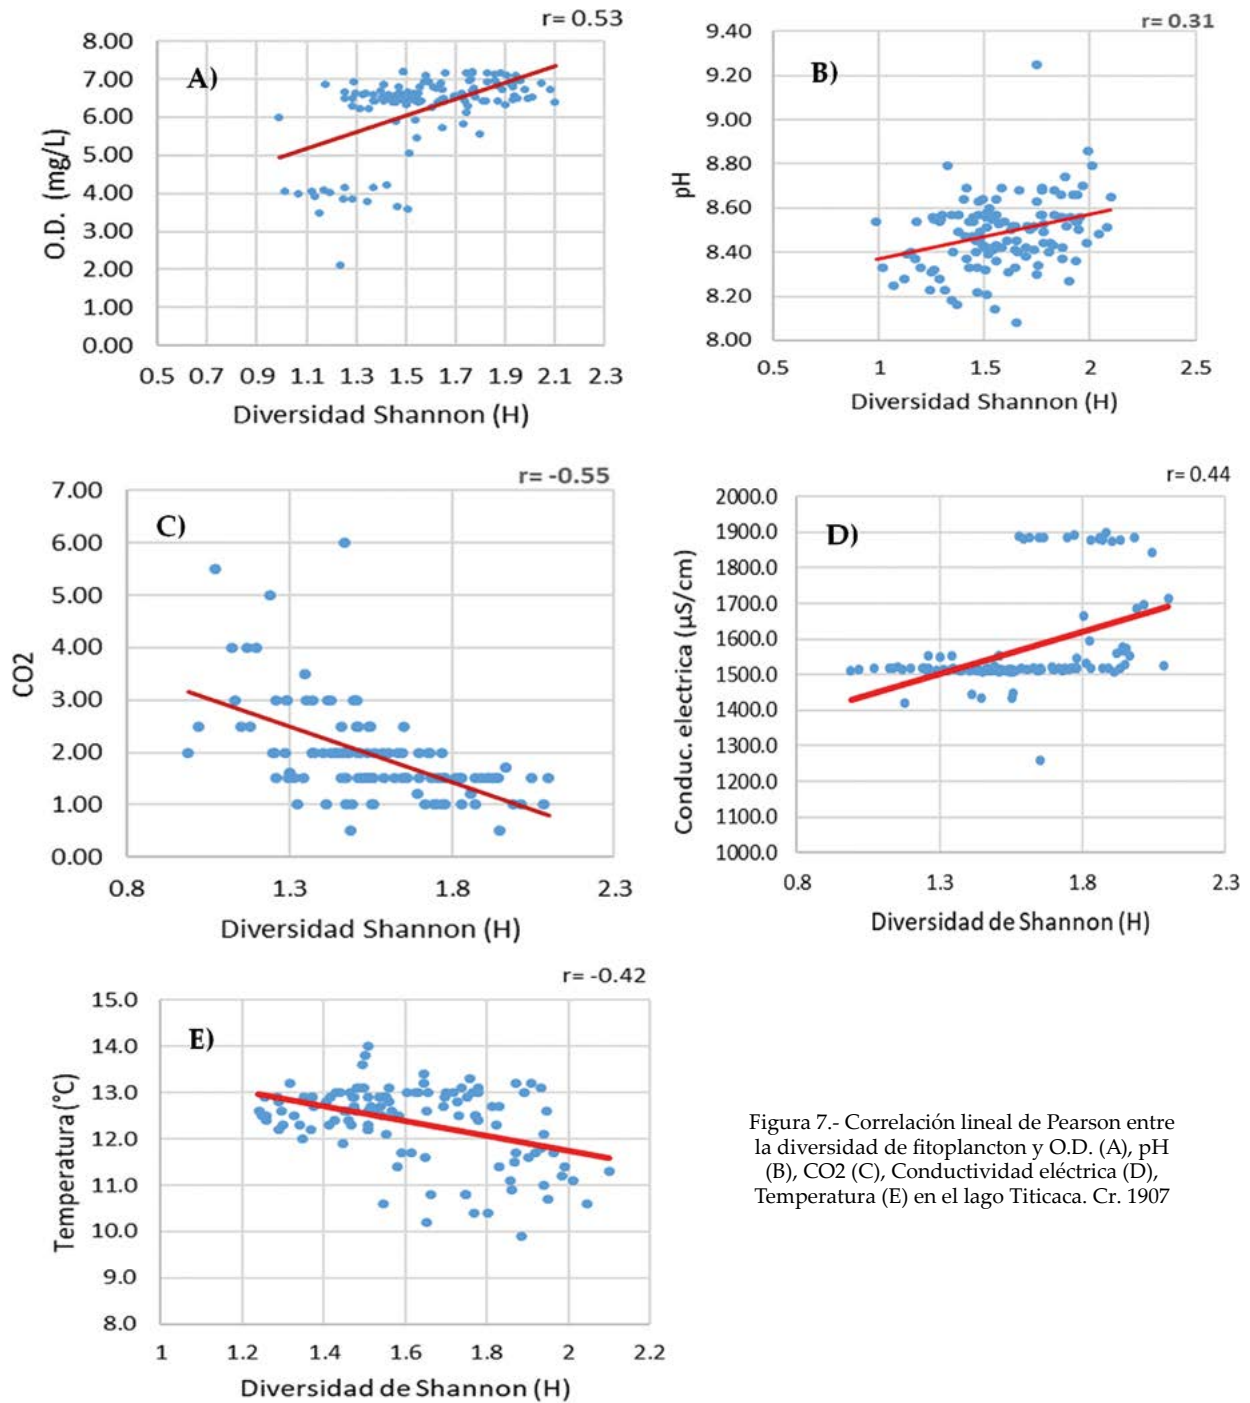 r= 0.53
8.00
7.00
6.00
5.00
4.00
3.00
2.00
1.00
0.00
A)
O.D. (mg/L)
0.5 0.7 0.9 1.1 1.3 1.5 1.7 1.9 2.1 2.3
Diversidad Shannon (H)
r= 0.31
9.40
9.20
9.00
8.80
8.60
8.40
8.20
8.00
B)
pH
0.5 1 1.5 2 2.5
Diversidad Shannon (H)
r= -0.55
7.00
6.00
5.00
4.00
3.00
2.00
1.00
0.00
C)
CO2
0.8 1.3 1.8 2.3
Diversidad Shannon (H)
r= 0.44
2000.0
1900.0
1800.0
1700.0
1600.0
1500.0
1400.0
1300.0
1200.0
1100.0
1000.0
D)
Conduc. electrica (µS/cm)
0.8 1.3 1.8 2.3
Diversidad de Shannon (H)
r= -0.42
15.0
14.0
13.0
12.0
11.0
10.0
9.0
8.0
E)
Temperatura (°C)
1 1.2 1.4 1.6 1.8 2 2.2
Diversidad de Shannon (H)
Figura 7.- Correlación lineal de Pearson entre
la diversidad de fitoplancton y O.D. (A), pH
(B), CO2 (C), Conductividad eléctrica (D),
Temperatura (E) en el lago Titicaca. Cr. 1907